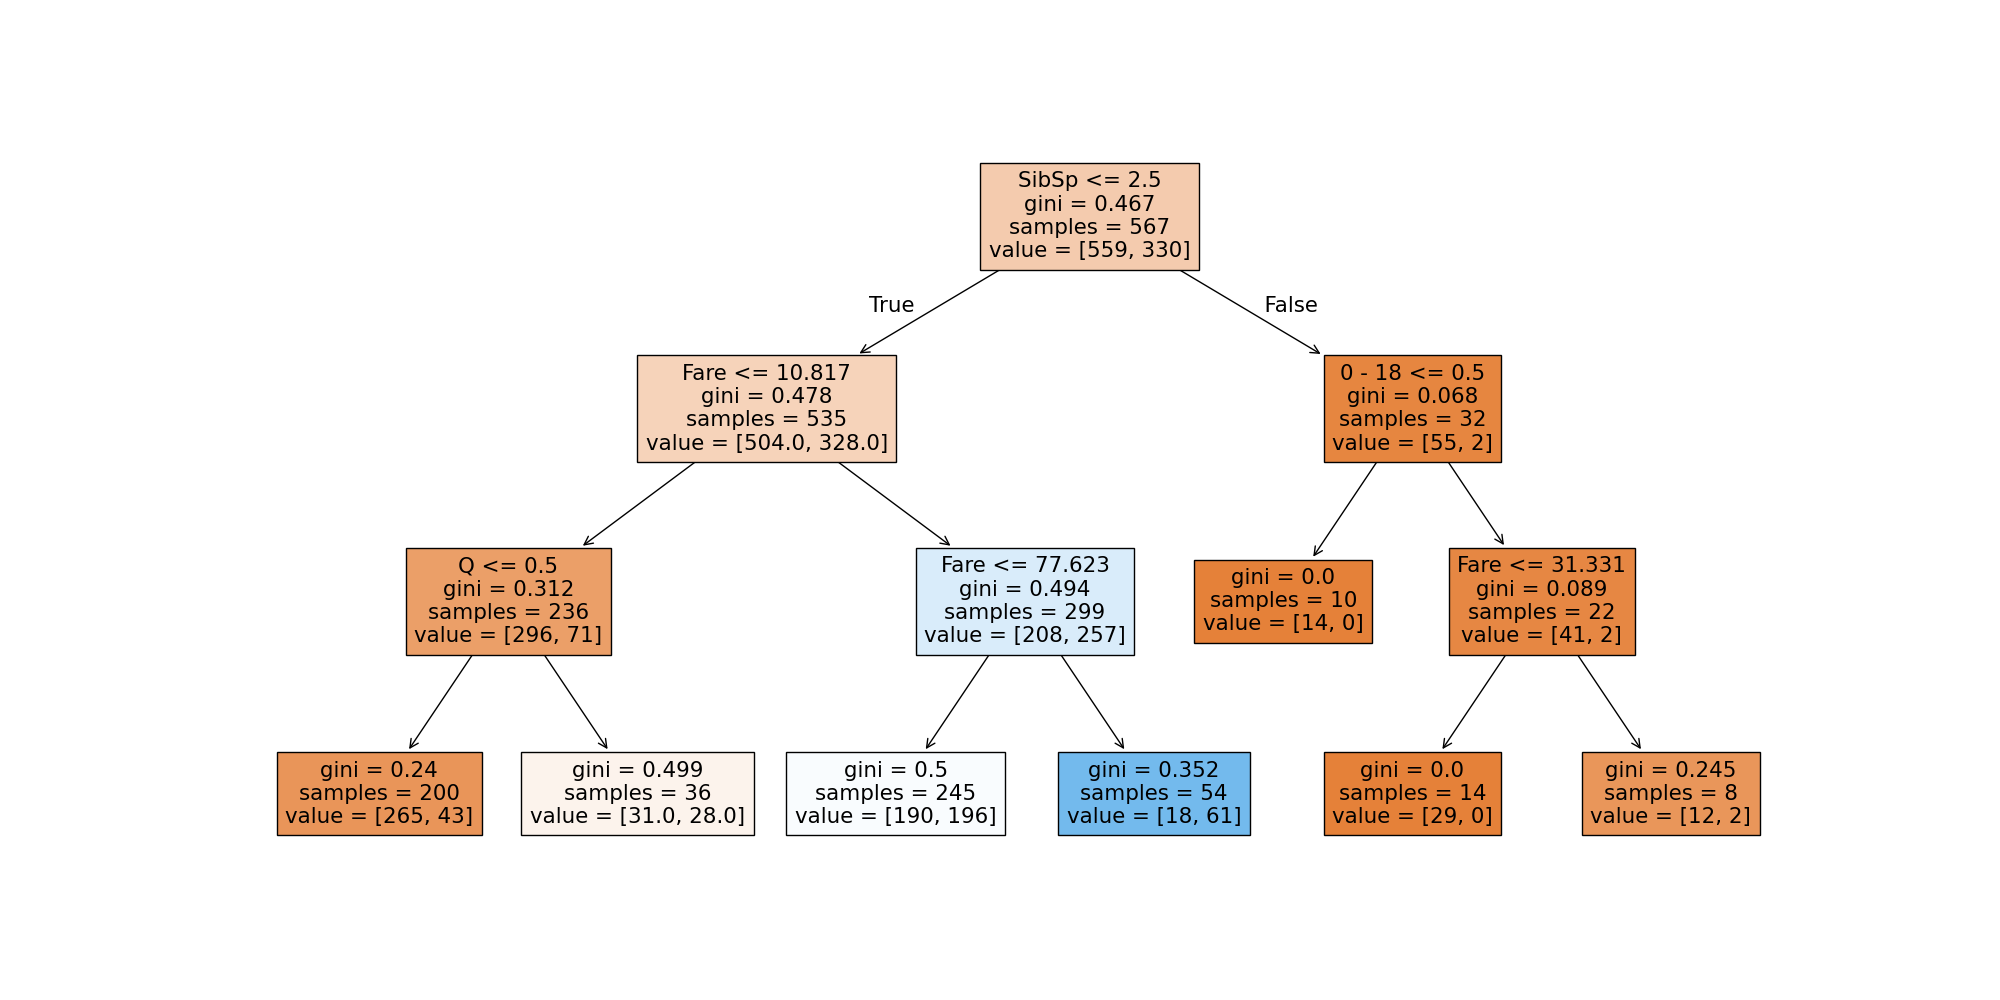 SibSp <= 2.5
gini = 0.467
samples = 567
value = [559, 330]
True
False
Fare <= 10.817
gini = 0.478
samples = 535
value = [504.0, 328.0]
0 - 18 <= 0.5
gini = 0.068
samples = 32
value = [55, 2]
Q <= 0.5
gini = 0.312
samples = 236
value = [296, 71]
Fare <= 77.623
gini = 0.494
samples = 299
value = [208, 257]
gini = 0.0
samples = 10
value = [14, 0]
Fare <= 31.331
gini = 0.089
samples = 22
value = [41, 2]
gini = 0.24
samples = 200
value = [265, 43]
gini = 0.499
samples = 36
value = [31.0, 28.0]
gini = 0.5
samples = 245
value = [190, 196]
gini = 0.352
samples = 54
value = [18, 61]
gini = 0.0
samples = 14
value = [29, 0]
gini = 0.245
samples = 8
value = [12, 2]